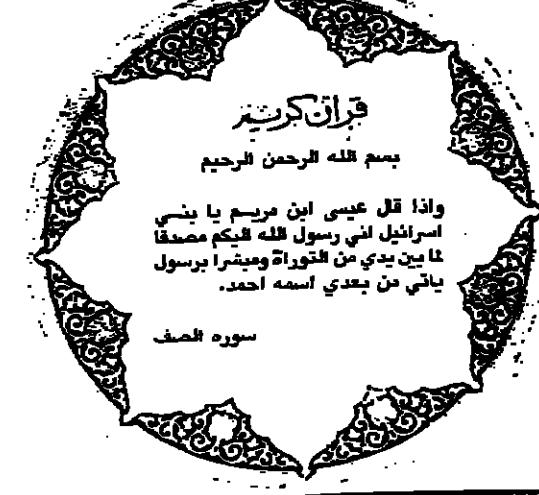 قرآن كريم
بسم الله الرحمن الرحيم
واذا قال عيسى ابن مريم يا بني
اسرائيل اني رسول الله اليكم مصدقا
لما بين يدي من التوراة ومبشرا برسول
ياتي من بعدي اسمه احمد.
سوره الصف